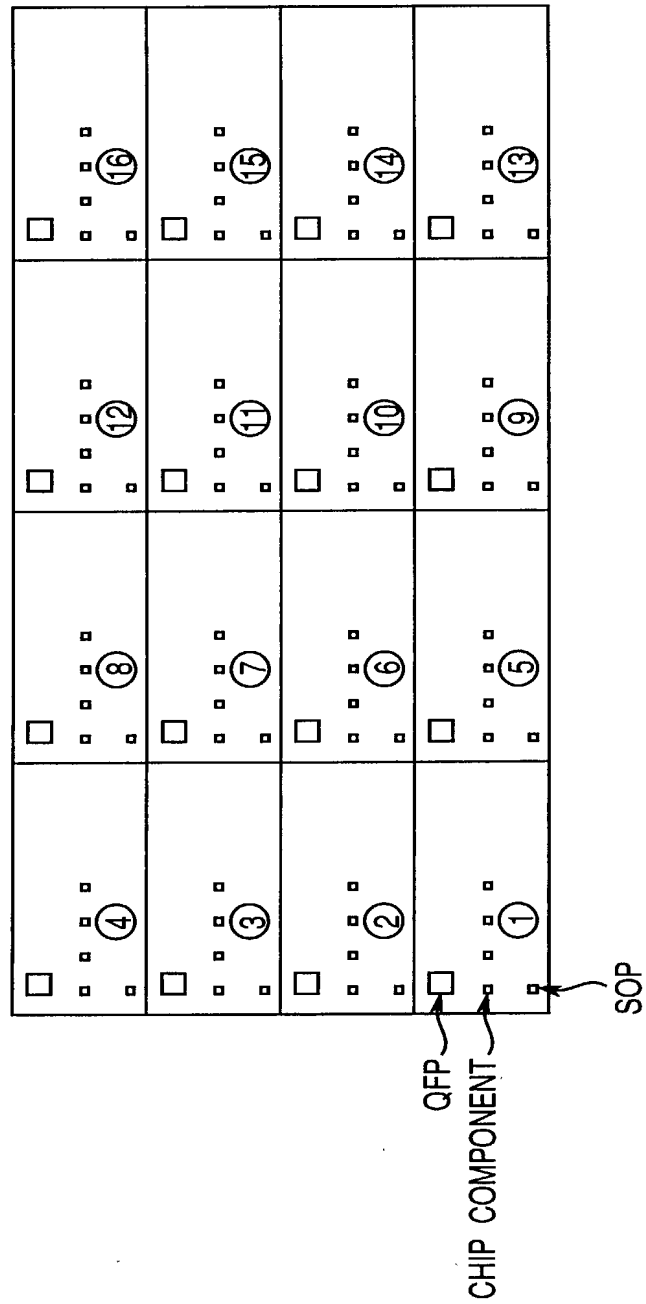 ④ ⑧ ⑫ ⑯
③ ⑦ ⑪ ⑮
② ⑥ ⑩ ⑭
QFP
CHIP COMPONENT
① ⑤ ⑨ ⑬
SOP